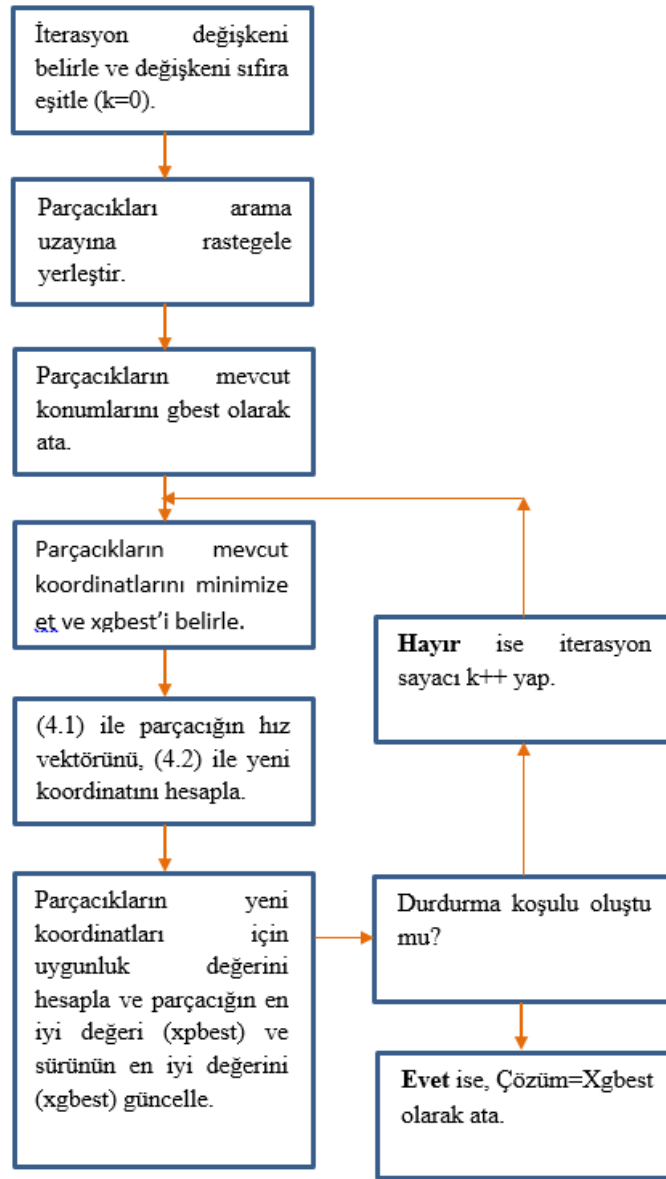 İterasyon değişkeni
belirle ve değişkeni sıfıra
eşitle (k=0).
Parçacıkları arama
uzayına rastegele
yerleştir.
Parçacıkların mevcut
konumlarını gbest olarak
ata.
Parçacıkların mevcut
koordinatlarını minimize
et ve xgbest’i belirle.
(4.1) ile parçacığın hız
vektörünü, (4.2) ile yeni
koordinatını hesapla.
Parçacıkların yeni
koordinatları için
uygunluk değerini
hesapla ve parçacığın en
iyi değeri (xpbest) ve
sürünün en iyi değerini
(xgbest) güncelle.
Durdurma koşulu oluştu
mu?
Hayır ise iterasyon
sayacı k++ yap.
Evet ise, Çözüm=Xgbest
olarak ata.